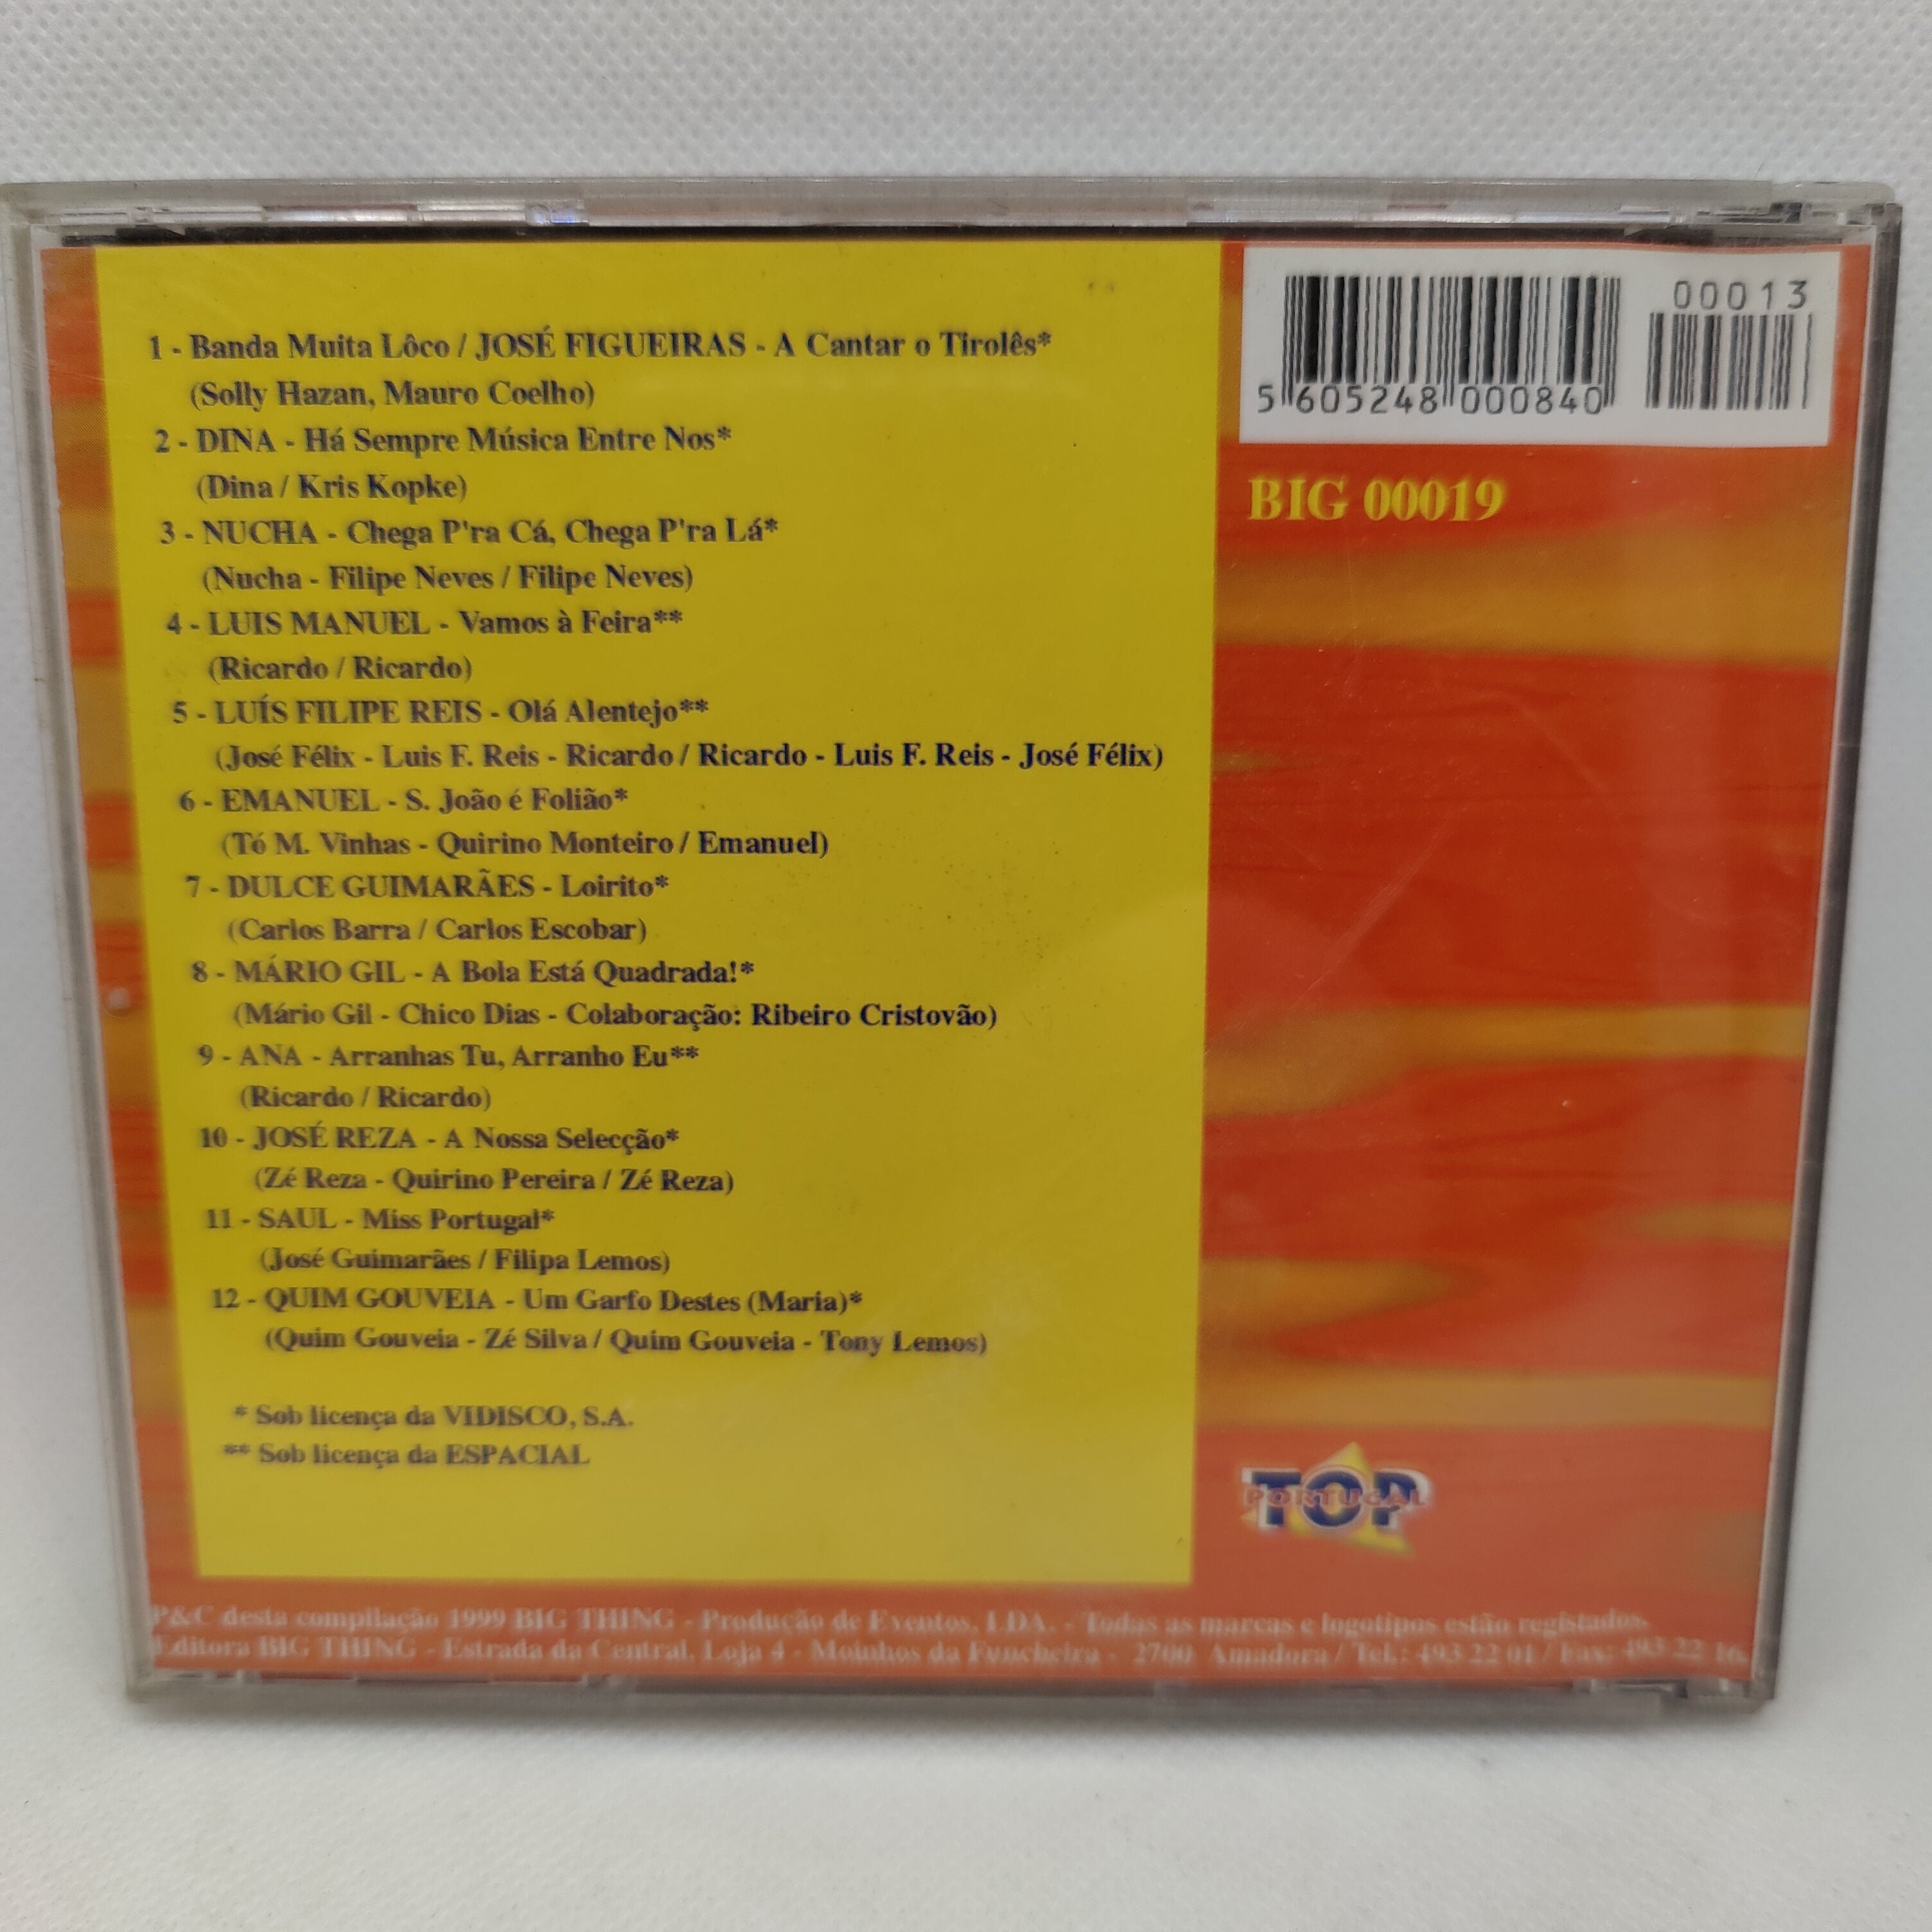 1 - Banda Muita Lôco / JOSÉ FIGUEIRAS - A Cantar o Tirolês*
(Solly Hazan, Mauro Coelho)
2 - DINA - Há Sempre Música Entre Nos*
(Dina / Kris Kopke)
3 - NUCHA - Chega P'ra Cá, Chega P'ra Lá*
(Nucha - Filipe Neves / Filipe Neves)
4 - LUIS MANUEL - Vamos à Feira**
(Ricardo / Ricardo)
5 - LUÍS FILIPE REIS - Olá Alentejo**
(José Félix - Luis F. Reis - Ricardo / Ricardo - Luis F. Reis - José Félix)
6 - EMANUEL - S. João é Folião*
(Tó M. Vinhas - Quirino Monteiro / Emanuel)
7 - DULCE GUIMARÃES - Loirito*
(Carlos Barra / Carlos Escobar)
8 - MÁRIO GIL - A Bola Está Quadrada!*
(Mário Gil - Chico Dias - Colaboração: Ribeiro Cristovão)
9 - ANA - Arranhas Tu, Arranho Eu**
(Ricardo / Ricardo)
10 - JOSÉ REZA - A Nossa Selecção*
(Zé Reza - Quirino Pereira / Zé Reza)
11 - SAUL - Miss Portugal*
(José Guimarães / Filipa Lemos)
12 - QUIM GOUVEIA - Um Garfo Destes (Maria)*
(Quim Gouveia - Zé Silva / Quim Gouveia - Tony Lemos)
* Sob licença da VIDISCO, S.A.
** Sob licença da ESPACIAL
00013
5 605248 000840
BIG 00019
TOP
PORTUGAL
P&C desta compilação 1999 BIG THING - Produção de Eventos, LDA. - Todas as marcas e logotipos estão registados.
Editora BIG THING - Estrada da Central, Loja 4 - Moinhos da Funcheira - 2700 Amadora / Tel.: 493 22 01 / Fax: 493 22 16.